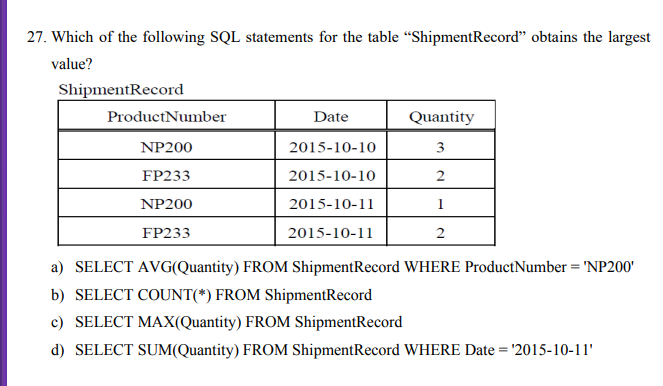 27. Which of the following SQL statements for the table “ShipmentRecord” obtains the largest
value?
ShipmentRecord
ProductNumber Date Quantity
NP200 2015-10-10 3
FP233 2015-10-10 2
NP200 2015-10-11 1
FP233 2015-10-11 2
a) SELECT AVG(Quantity) FROM ShipmentRecord WHERE ProductNumber = 'NP200'
b) SELECT COUNT(*) FROM ShipmentRecord
c) SELECT MAX(Quantity) FROM ShipmentRecord
d) SELECT SUM(Quantity) FROM ShipmentRecord WHERE Date = '2015-10-11'